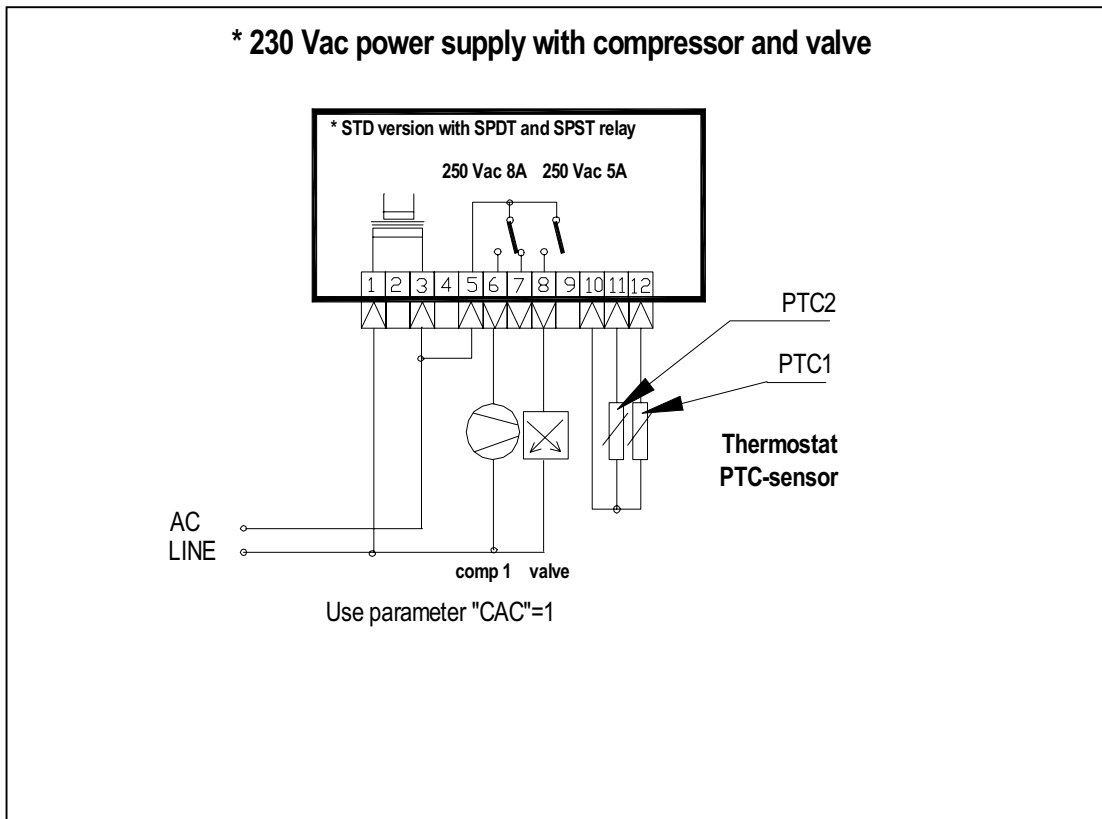 * 230 Vac power supply with compressor and valve
* STD version with SPDT and SPST relay
250 Vac 8A 250 Vac 5A
1 2 3 4 5 6 7 8 9 10 11 12
PTC2
PTC1
Thermostat
PTC-sensor
AC
LINE
comp 1 valve
Use parameter "CAC"=1